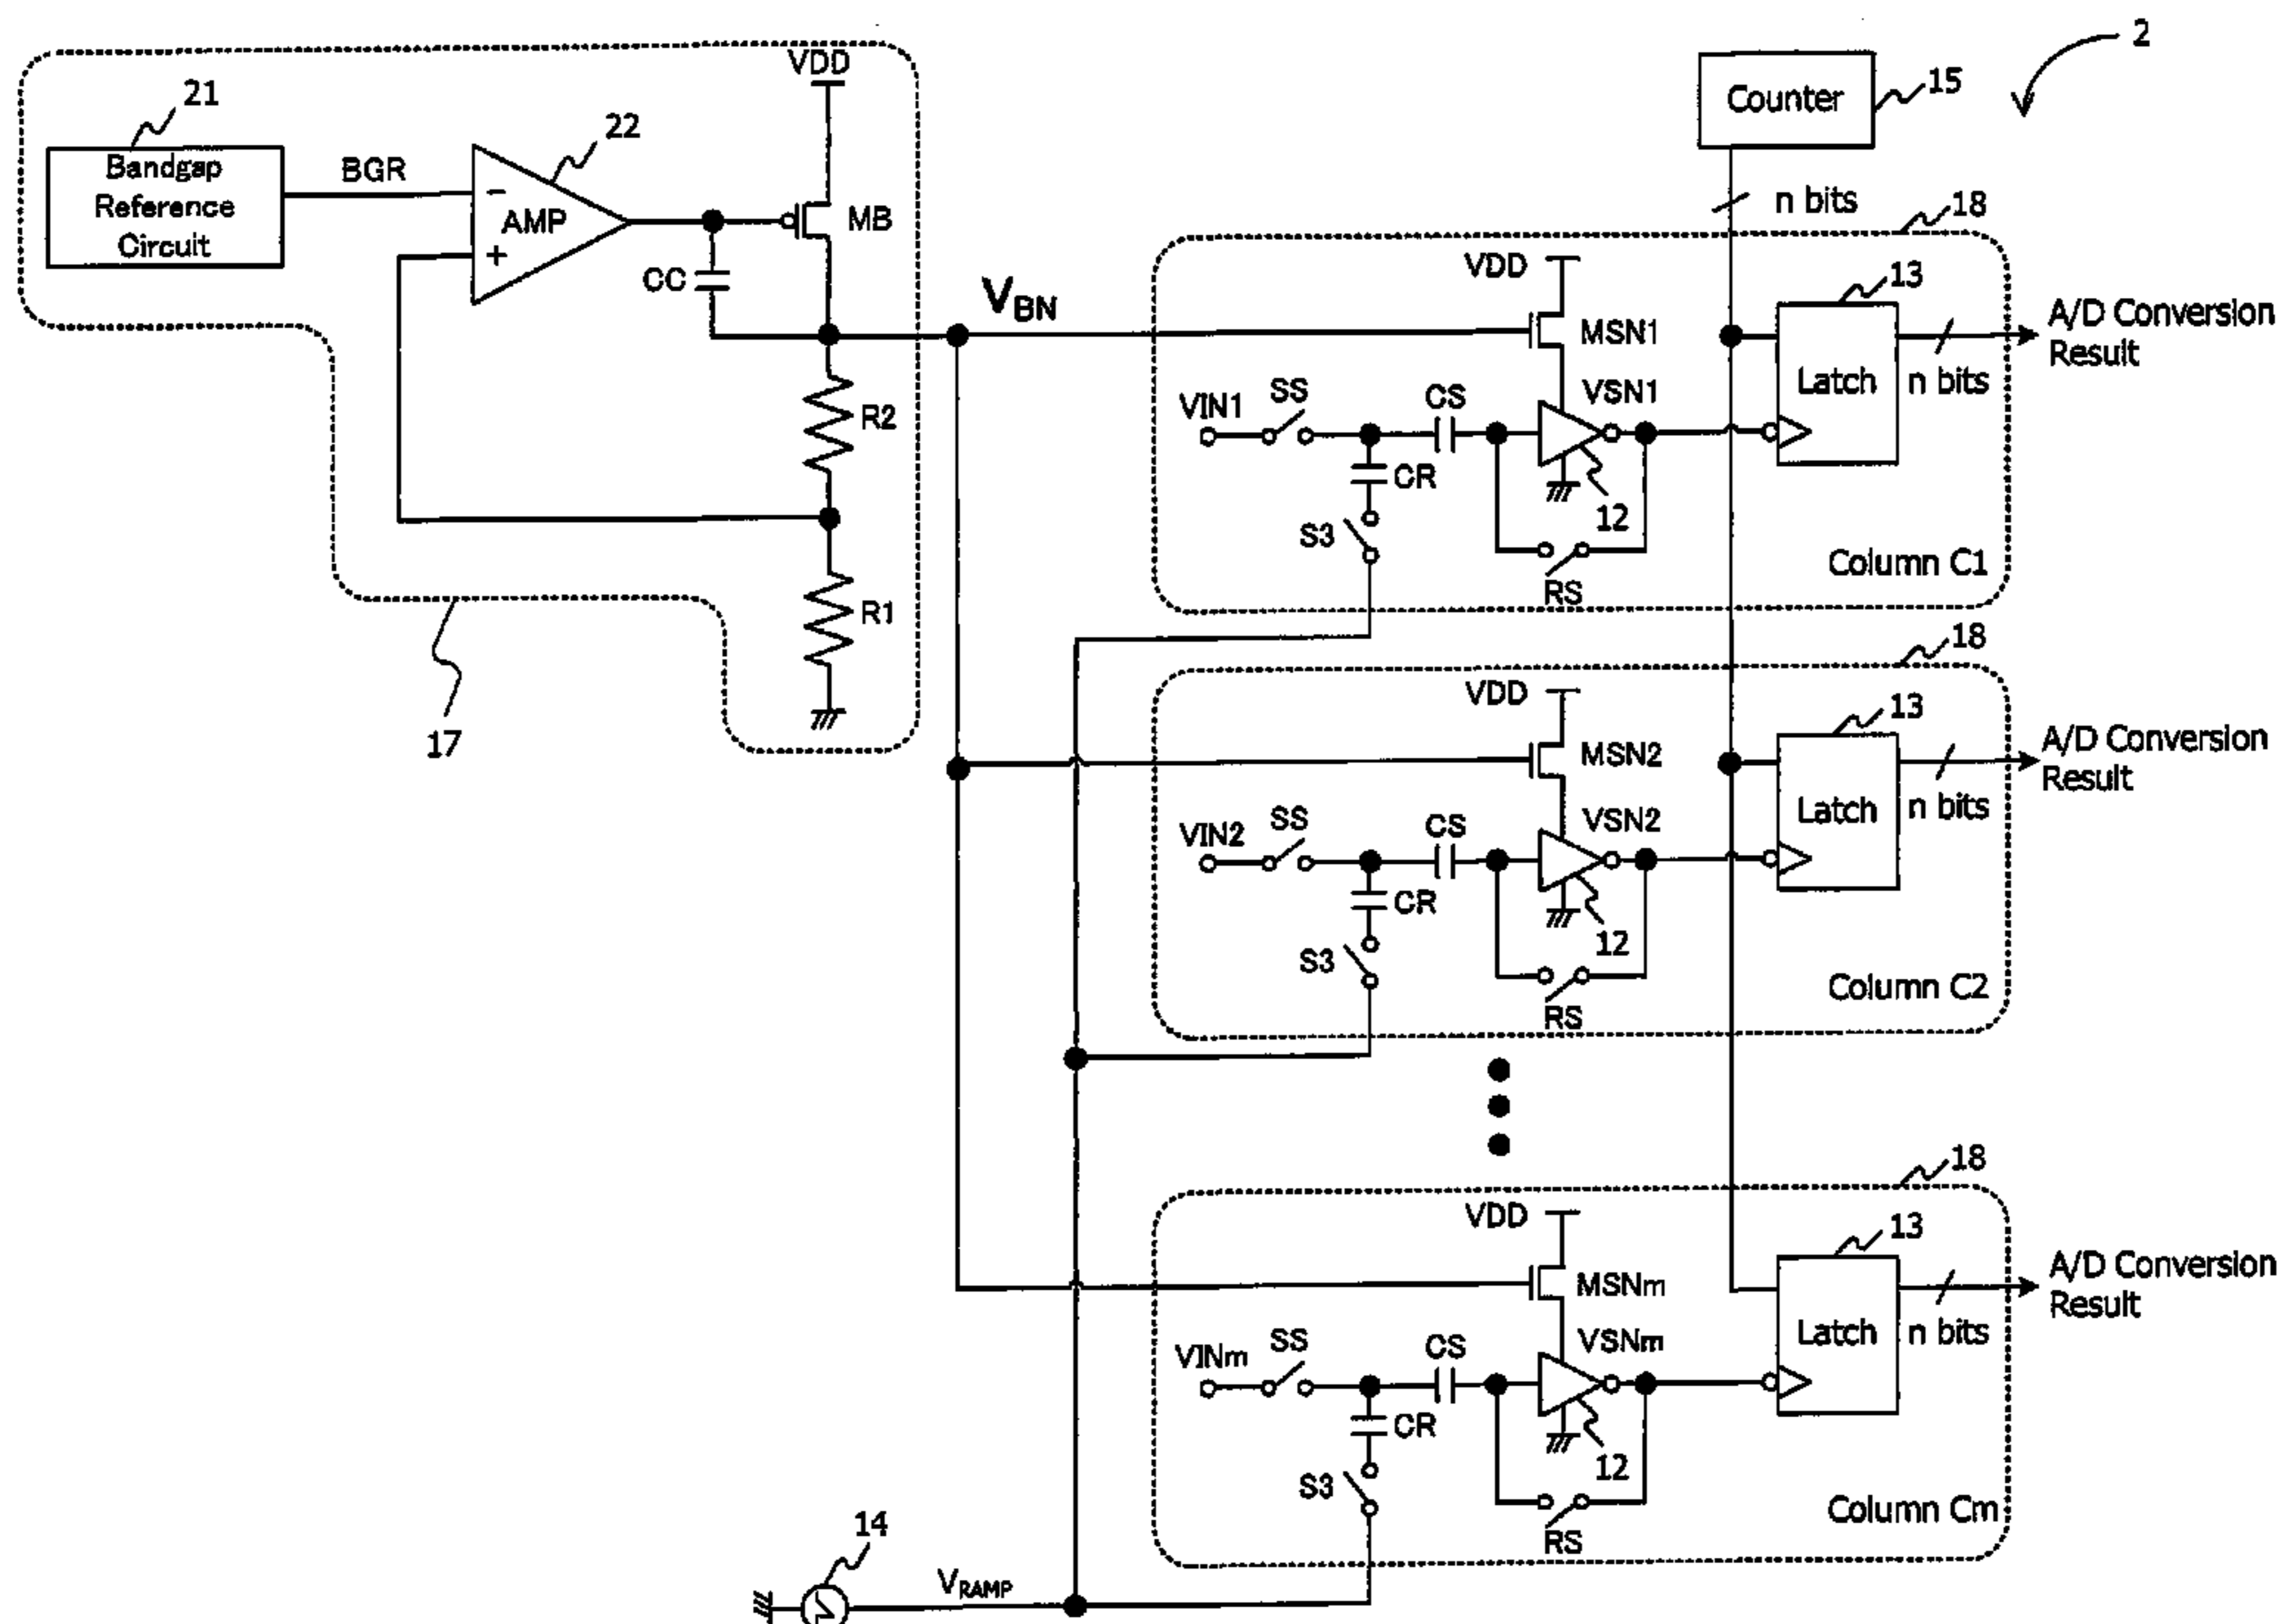 2
Counter
15
n bits
VDD
21
22
Bandgap
Reference
Circuit
BGR
−
AMP
+
MB
CC
V_BN
R2
R1
17
18
VDD
MSN1
13
Latch
n bits
A/D Conversion
Result
VIN1
SS
CS
VSN1
CR
S3
12
RS
Column C1
18
VDD
MSN2
13
Latch
n bits
A/D Conversion
Result
VIN2
SS
CS
VSN2
CR
S3
12
RS
Column C2
18
VDD
MSNm
13
Latch
n bits
A/D Conversion
Result
VINm
SS
CS
VSNm
CR
S3
12
RS
Column Cm
14
V_RAMP